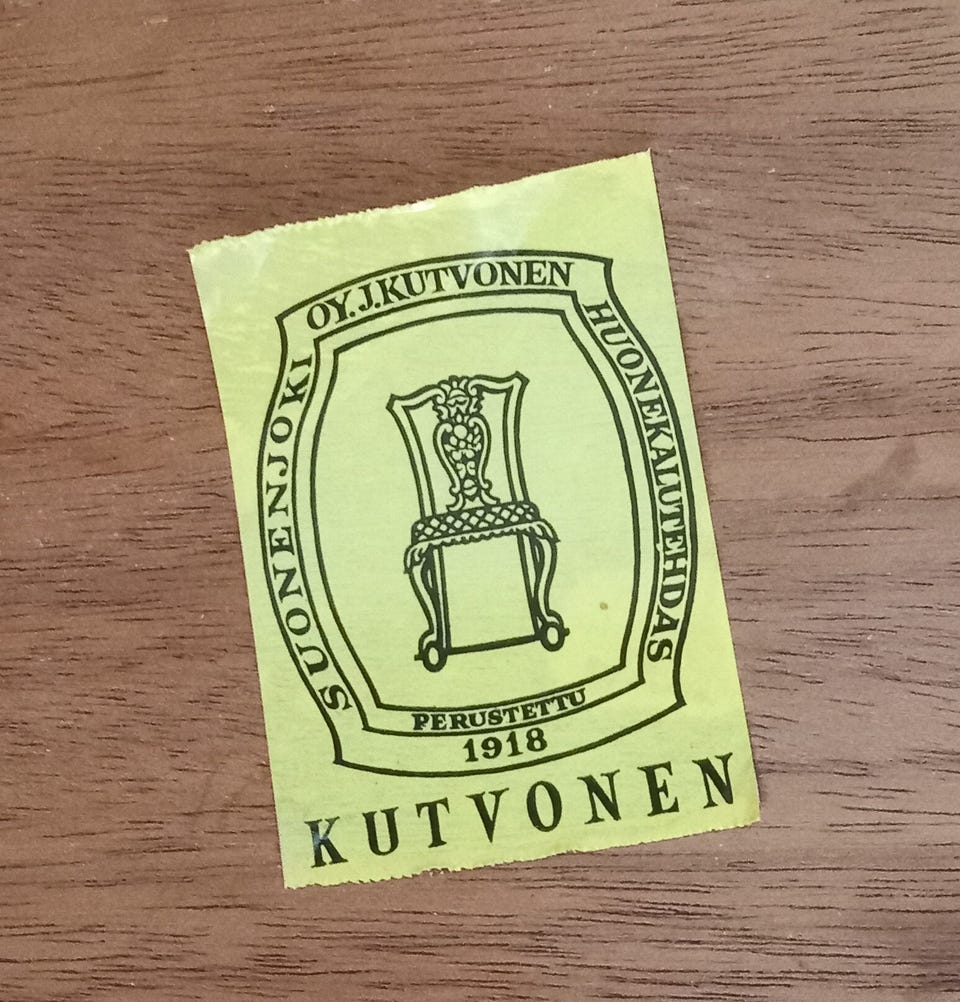 OY. J. KUTVONEN
HUONEKALUTEHDAS
SUONENJOKI
PERUSTETTU
1918
KUTVONEN